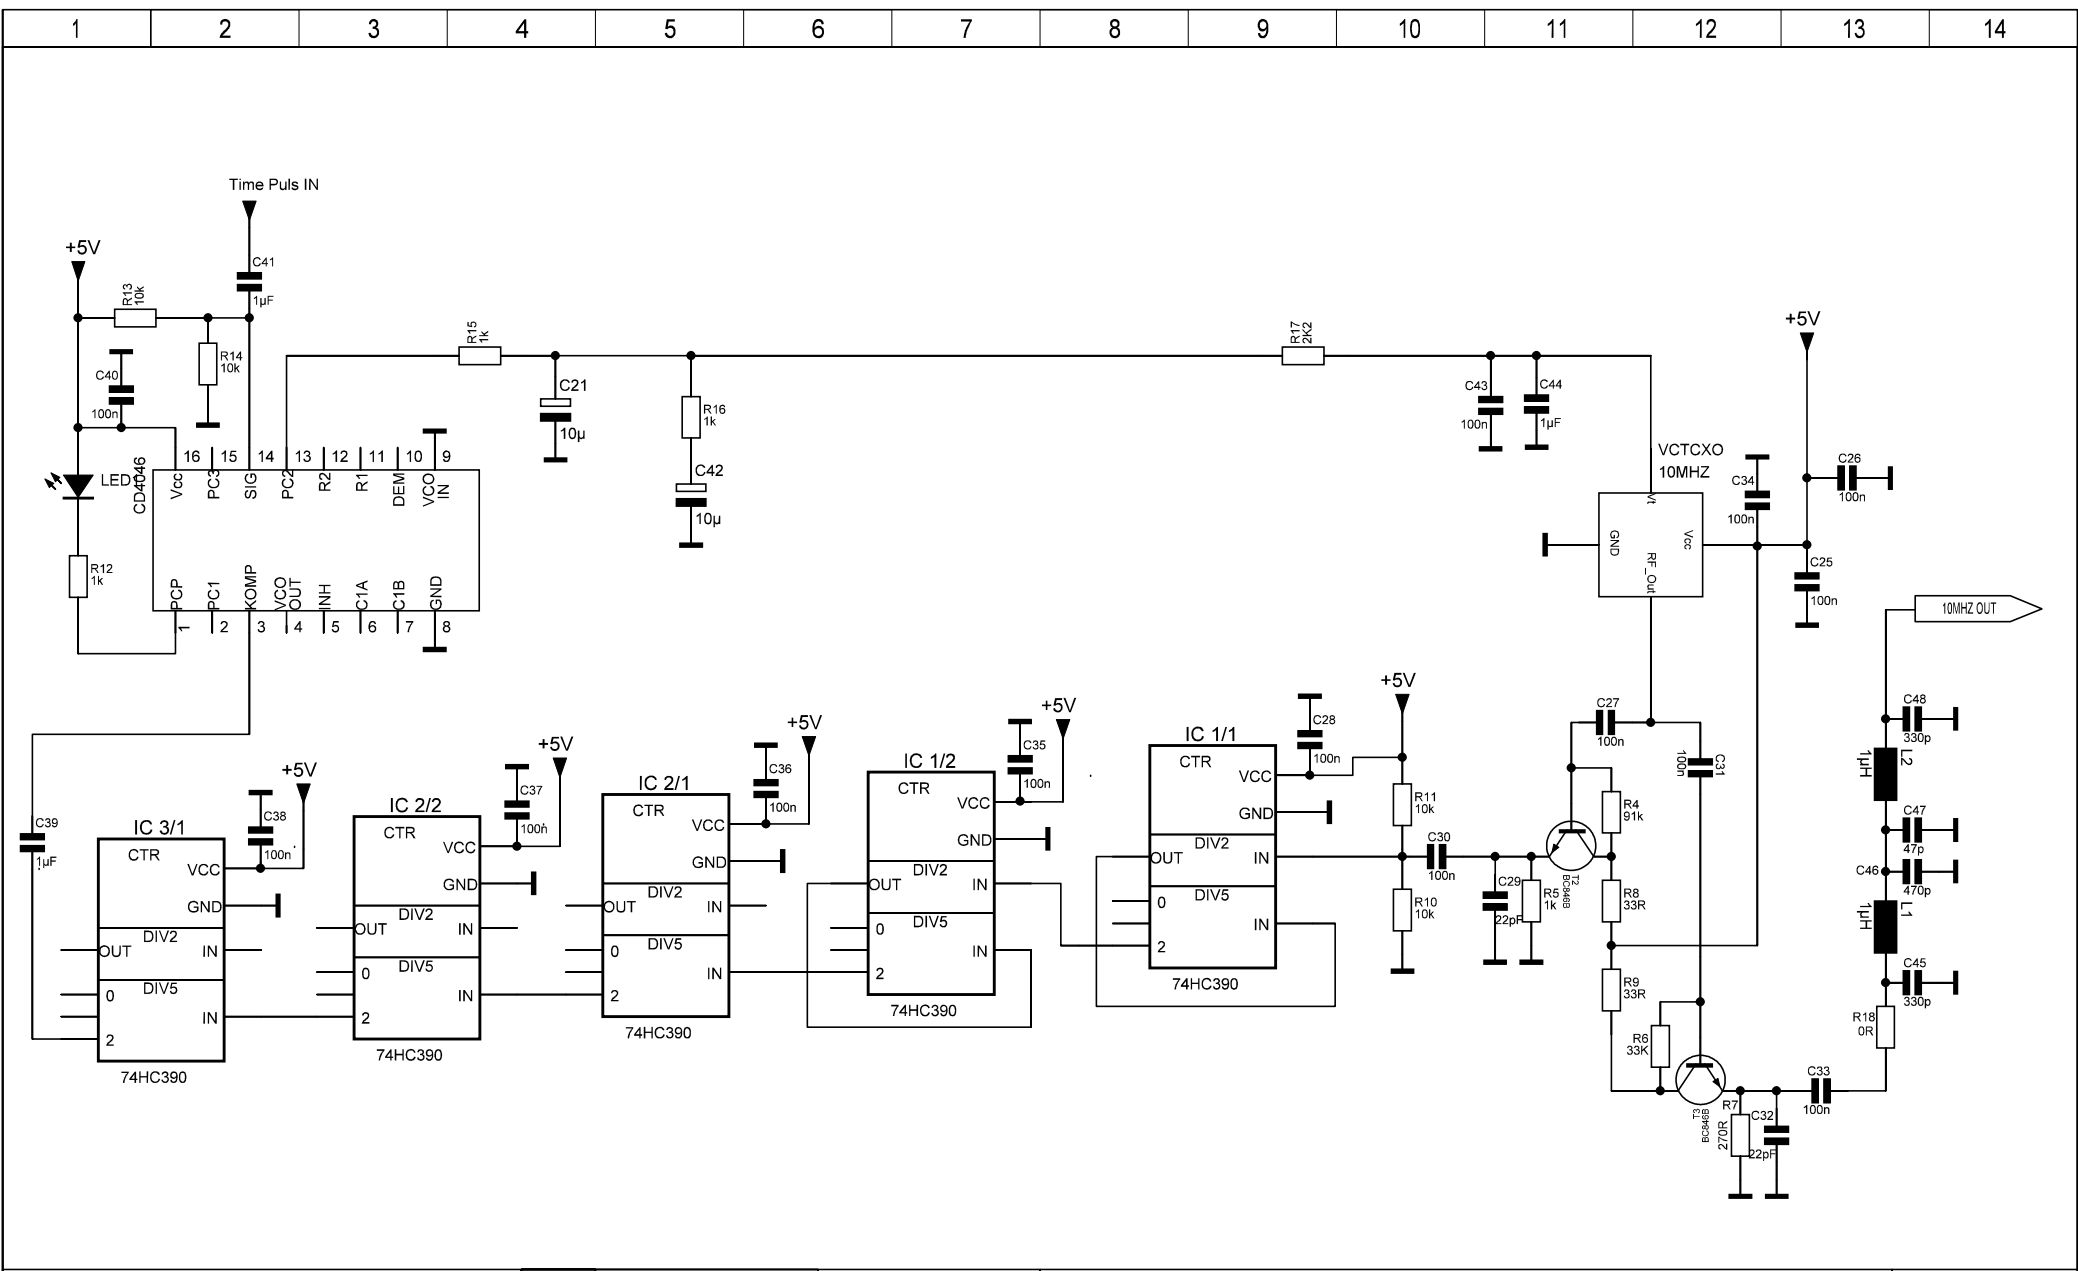 1 2 3 4 5 6 7 8 9 10 11 12 13 14
Time Puls IN
+5V
C41
1µF
R13
10k
R14
10k
C40
100n
LED
CD4046
16 15 14 13 12 11 10 9
Vcc PC3 SIG PC2 R2 R1 DEM VCO IN
PCP PC1 KOMP VCO OUT INH C1A C1B GND
1 2 3 4 5 6 7 8
R12
1k
R15
1k
C21
10µ
R16
1k
C42
10µ
R17
2K2
C43
100n
C44
1µF
VCTCXO
10MHZ
Vt
GND
Vcc
RF_Out
C34
100n
+5V
C26
100n
C25
100n
10MHZ OUT
C39
1µF
IC 3/1
CTR
VCC
GND
DIV2
OUT
IN
DIV5
0
IN
2
74HC390
C38
100n
+5V
IC 2/2
CTR
VCC
GND
DIV2
OUT
IN
DIV5
0
IN
2
74HC390
C37
100n
+5V
IC 2/1
CTR
VCC
GND
DIV2
OUT
IN
DIV5
0
IN
2
74HC390
C36
100n
+5V
IC 1/2
CTR
VCC
GND
DIV2
OUT
IN
DIV5
0
IN
2
74HC390
C35
100n
+5V
IC 1/1
CTR
VCC
GND
DIV2
OUT
IN
DIV5
0
IN
2
74HC390
C28
100n
+5V
R11
10k
R10
10k
C30
100n
C29
22pF
R5
1k
T2
BC846B
C27
100n
R4
91k
R8
33R
R9
33R
C31
100n
R6
33K
T3
BC846B
R7
270R
C32
22pF
C33
100n
R18
0R
C45
330p
L1
1µH
C46
470p
C47
47p
L2
1µH
C48
330p